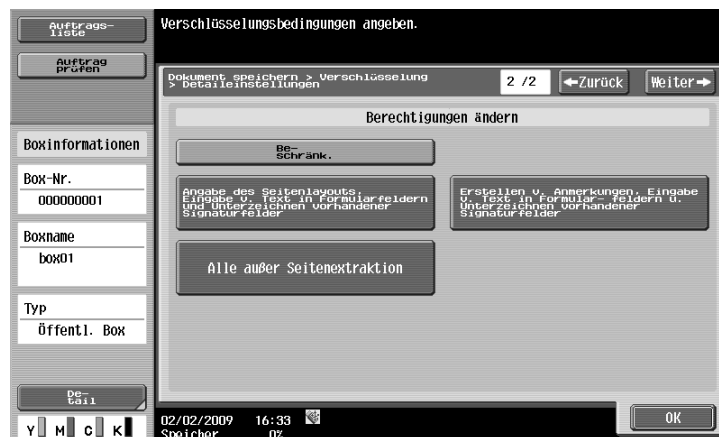 Auftrags-
liste
Auftrag
prüfen
Verschlüsselungsbedingungen angeben.
Dokument speichern > Verschlüsselung
> Detaileinstellungen
2 /2
←Zurück
Weiter→
Berechtigungen ändern
Be-
schränk.
Angabe des Seitenlayouts,
Eingabe v. Text in Formularfeldern
und Unterzeichnen vorhandener
Signaturfelder
Erstellen v. Anmerkungen, Eingabe
v. Text in Formular- feldern u.
Unterzeichnen vorhandener
Signaturfelder
Alle außer Seitenextraktion
Boxinformationen
Box-Nr.
000000001
Boxname
box01
Typ
Öffentl. Box
De-
tail
Y M C K
02/02/2009 16:33
Speicher 0%
OK